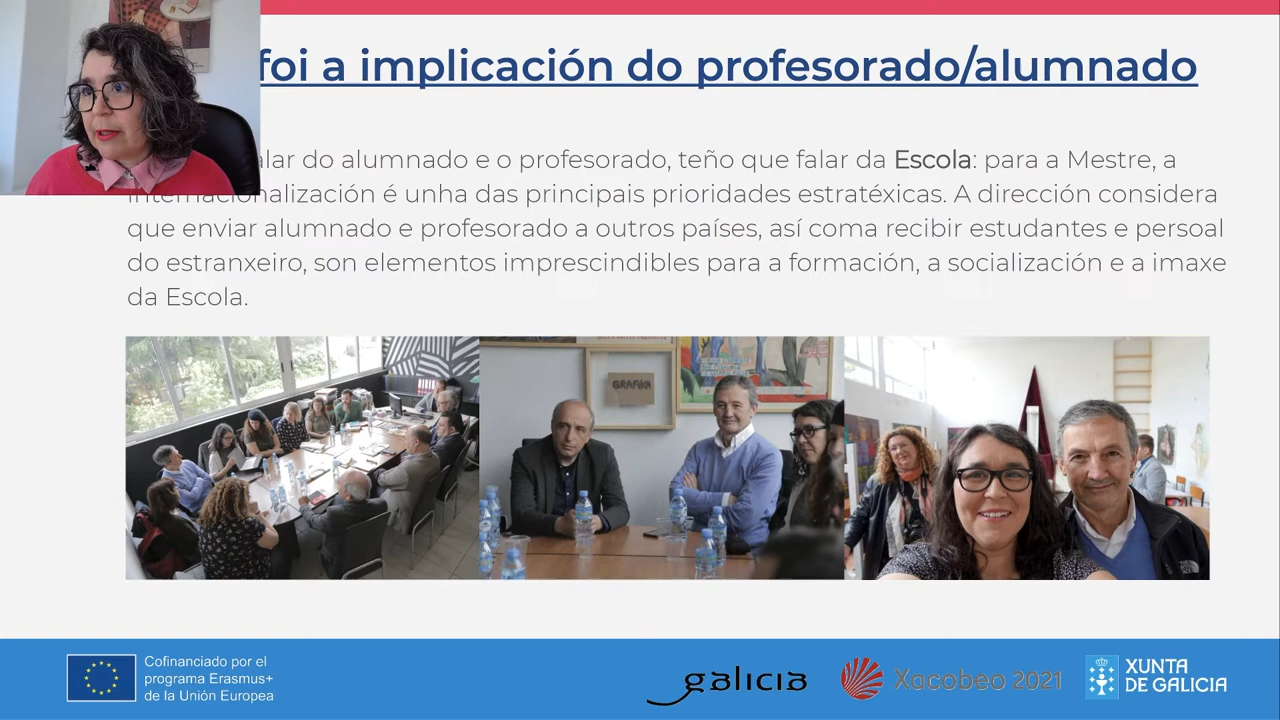 foi a implicación do profesorado/alumnado
alar do alumnado e o profesorado, teño que falar da Escola: para a Mestre, a
internacionalización é unha das principais prioridades estratéxicas. A dirección considera
que enviar alumnado e profesorado a outros países, así coma recibir estudantes e persoal
do estranxeiro, son elementos imprescindibles para a formación, a socialización e a imaxe
da Escola.
GRAFIKA
Cofinanciado por el
programa Erasmus+
de la Unión Europea
galicia
Xacobeo 2021
XUNTA
DE GALICIA